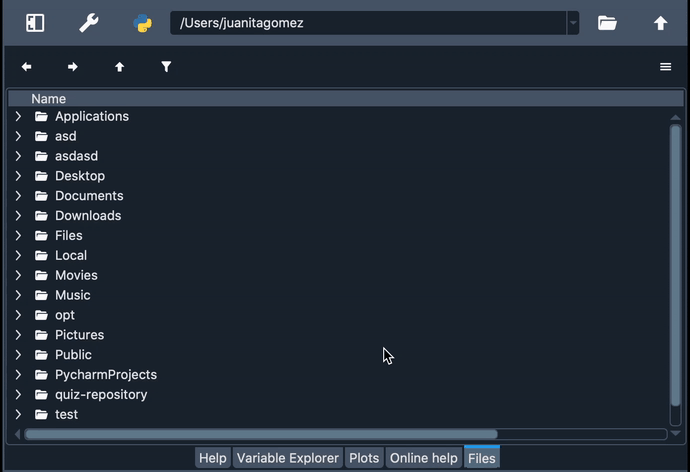 /Users/juanitagomez
Name
Applications
asd
asdasd
Desktop
Documents
Downloads
Files
Local
Movies
Music
opt
Pictures
Public
PycharmProjects
quiz-repository
test
Help Variable Explorer Plots Online help Files